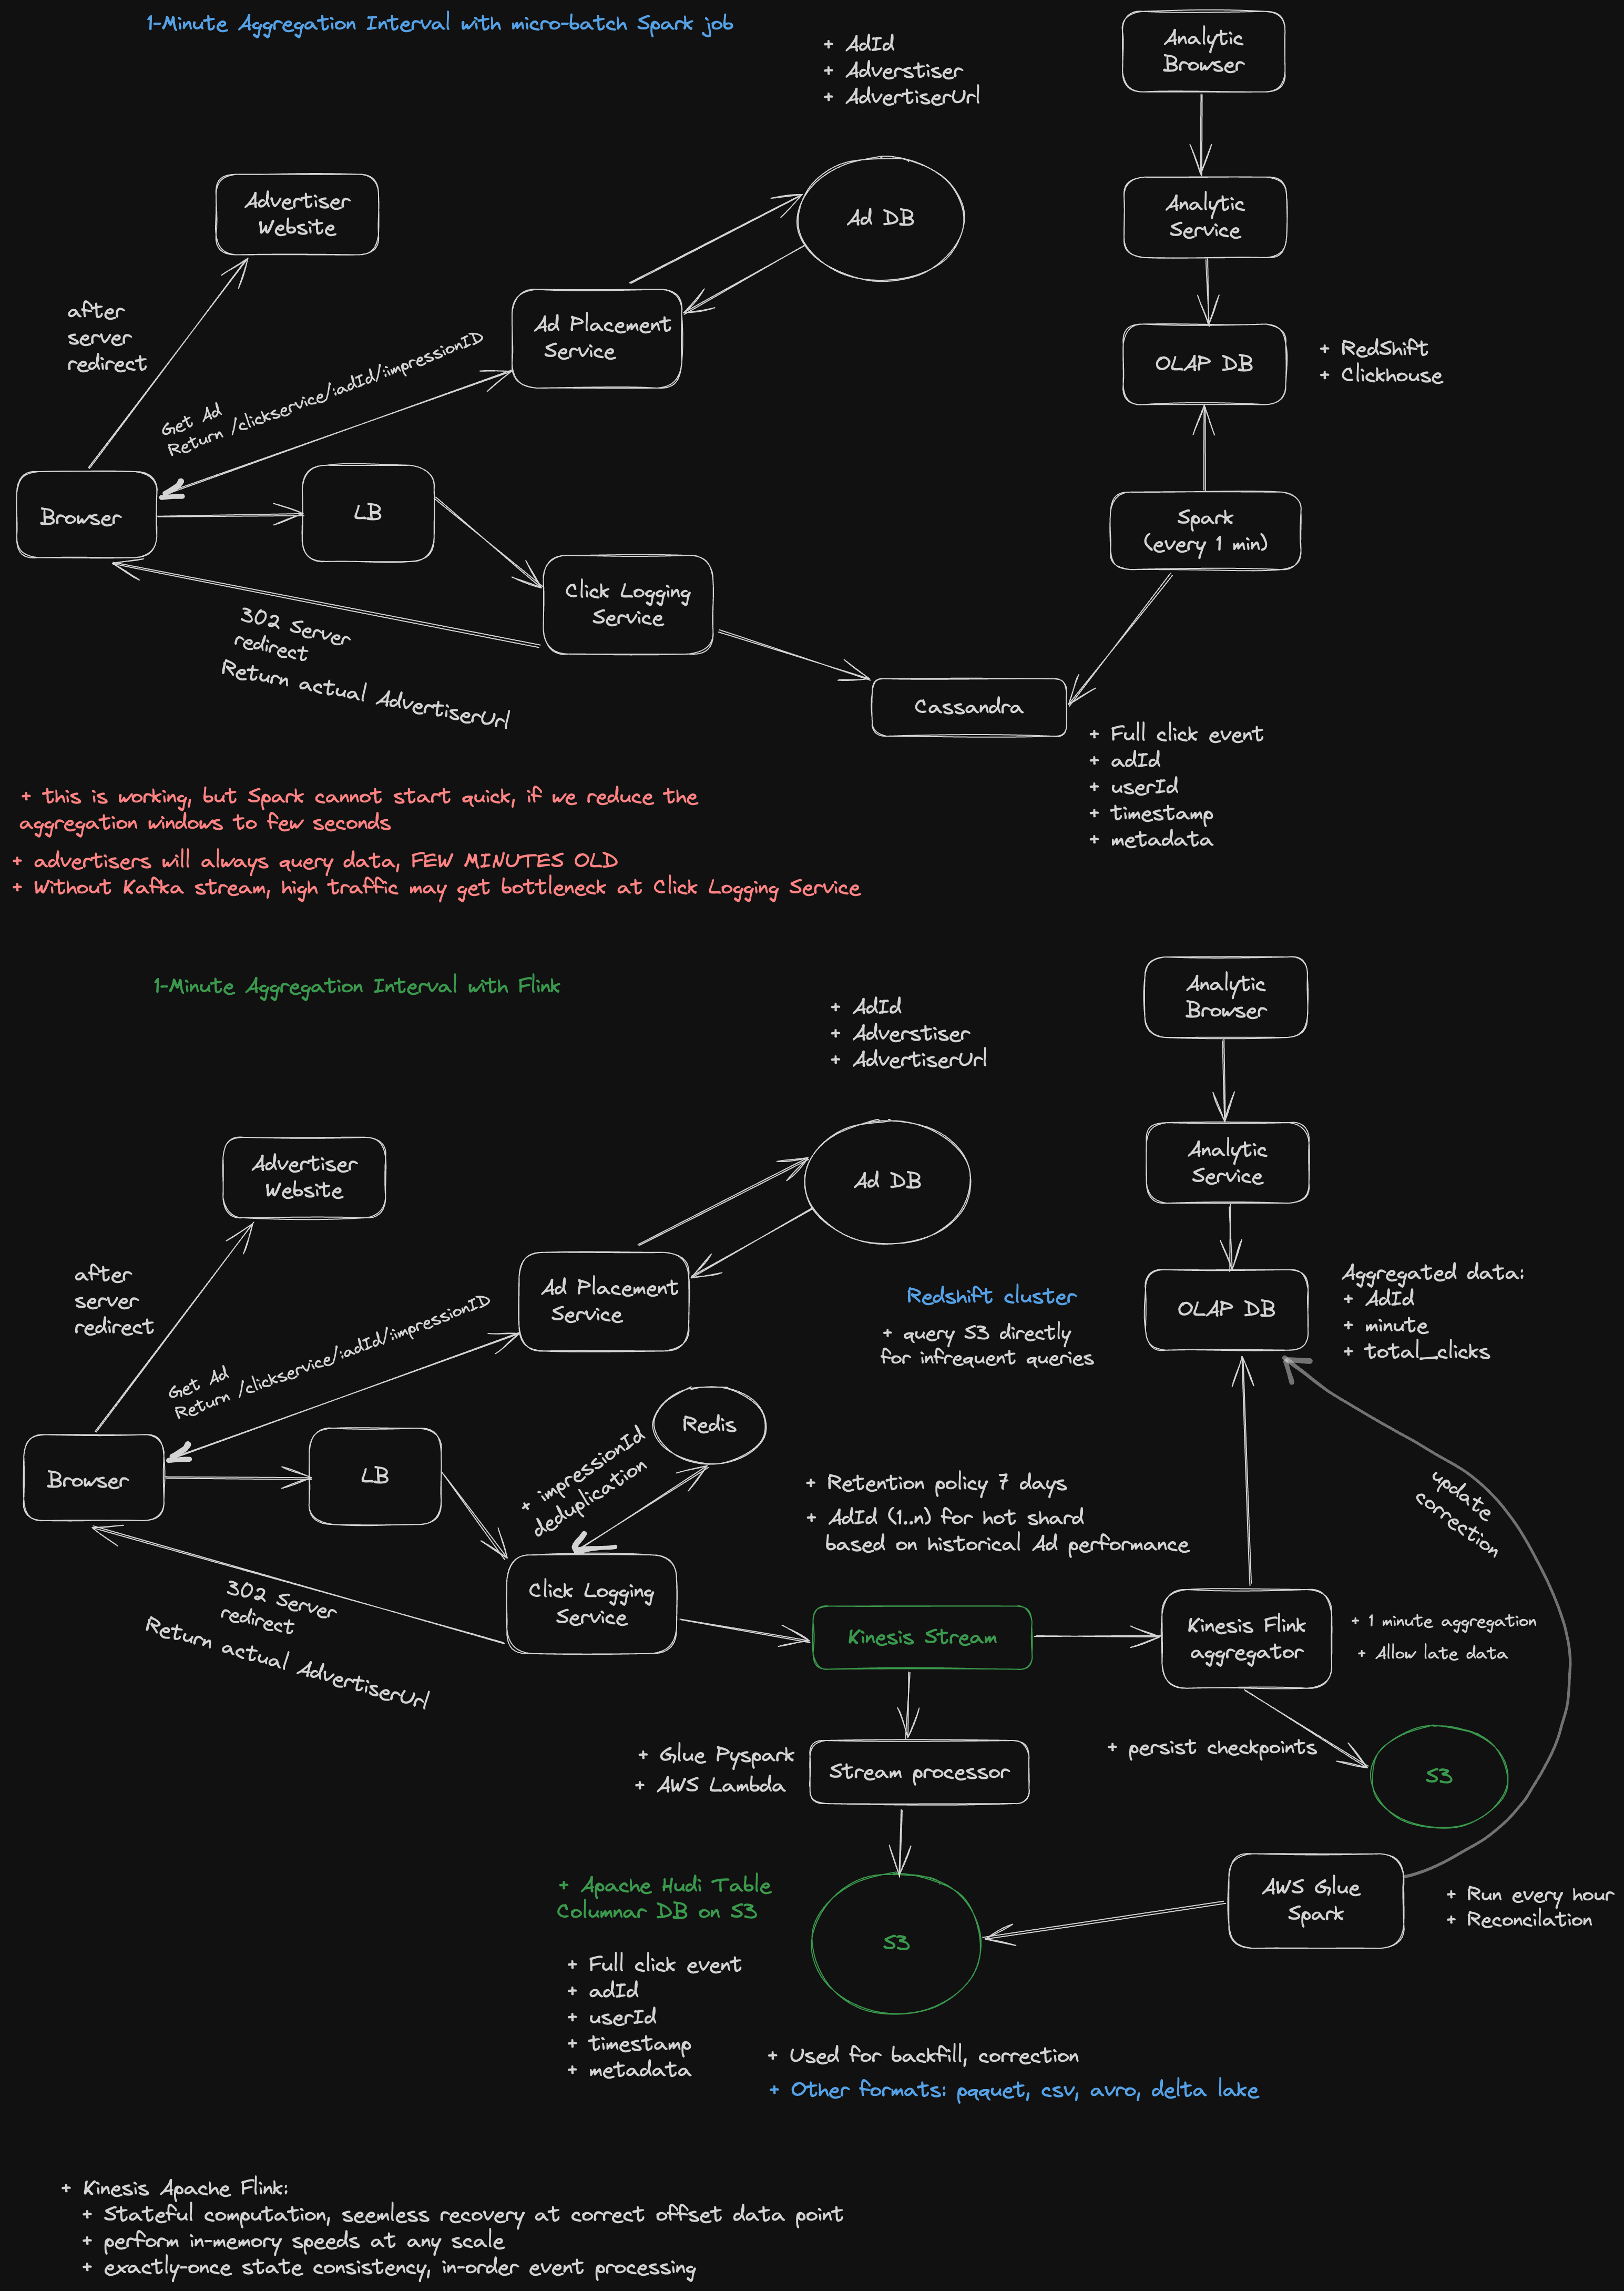 1-Minute Aggregation Interval with micro-batch Spark job
+ AdId
+ Adverstiser
+ AdvertiserUrl
Analytic
Browser
Advertiser
Website
Ad DB
Analytic
Service
after
server
redirect
Ad Placement
Service
Get Ad
Return /clickservice/:adId/:impressionID
OLAP DB
+ RedShift
+ Clickhouse
Browser
LB
Spark
(every 1 min)
Click Logging
Service
302 Server
redirect
Return actual AdvertiserUrl
Cassandra
+ Full click event
+ adId
+ userId
+ timestamp
+ metadata
+ this is working, but Spark cannot start quick, if we reduce the
aggregation windows to few seconds
+ advertisers will always query data, FEW MINUTES OLD
+ Without Kafka stream, high traffic may get bottleneck at Click Logging Service
1-Minute Aggregation Interval with Flink
+ AdId
+ Adverstiser
+ AdvertiserUrl
Analytic
Browser
Advertiser
Website
Ad DB
Analytic
Service
after
server
redirect
Ad Placement
Service
Get Ad
Return /clickservice/:adId/:impressionID
Redshift cluster
+ query S3 directly
for infrequent queries
OLAP DB
Aggregated data:
+ AdId
+ minute
+ total_clicks
Redis
+ impressionId
deduplication
Browser
LB
+ Retention policy 7 days
+ AdId (1..n) for hot shard
based on historical Ad performance
update
correction
Click Logging
Service
302 Server
redirect
Return actual AdvertiserUrl
Kinesis Stream
Kinesis Flink
aggregator
+ 1 minute aggregation
+ Allow late data
+ Glue Pyspark
+ AWS Lambda
Stream processor
+ persist checkpoints
S3
+ Apache Hudi Table
Columnar DB on S3
S3
AWS Glue
Spark
+ Run every hour
+ Reconcilation
+ Full click event
+ adId
+ userId
+ timestamp
+ metadata
+ Used for backfill, correction
+ Other formats: pqquet, csv, avro, delta lake
+ Kinesis Apache Flink:
+ Stateful computation, seemless recovery at correct offset data point
+ perform in-memory speeds at any scale
+ exactly-once state consistency, in-order event processing